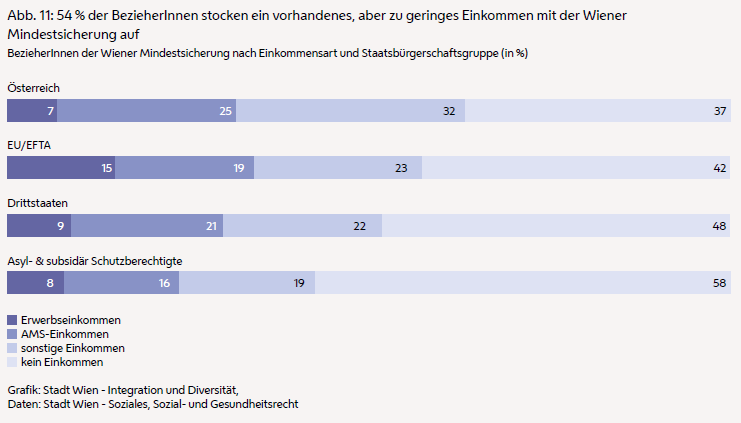 Abb. 11: 54 % der BezieherInnen stocken ein vorhandenes, aber zu geringes Einkommen mit der Wiener
Mindestsicherung auf
BezieherInnen der Wiener Mindestsicherung nach Einkommensart und Staatsbürgerschaftsgruppe (in %)
Österreich
7 25 32 37
EU/EFTA
15 19 23 42
Drittstaaten
9 21 22 48
Asyl- & subsidiär Schutzberechtigte
8 16 19 58
Erwerbseinkommen
AMS-Einkommen
sonstige Einkommen
kein Einkommen
Grafik: Stadt Wien - Integration und Diversität,
Daten: Stadt Wien - Soziales, Sozial- und Gesundheitsrecht